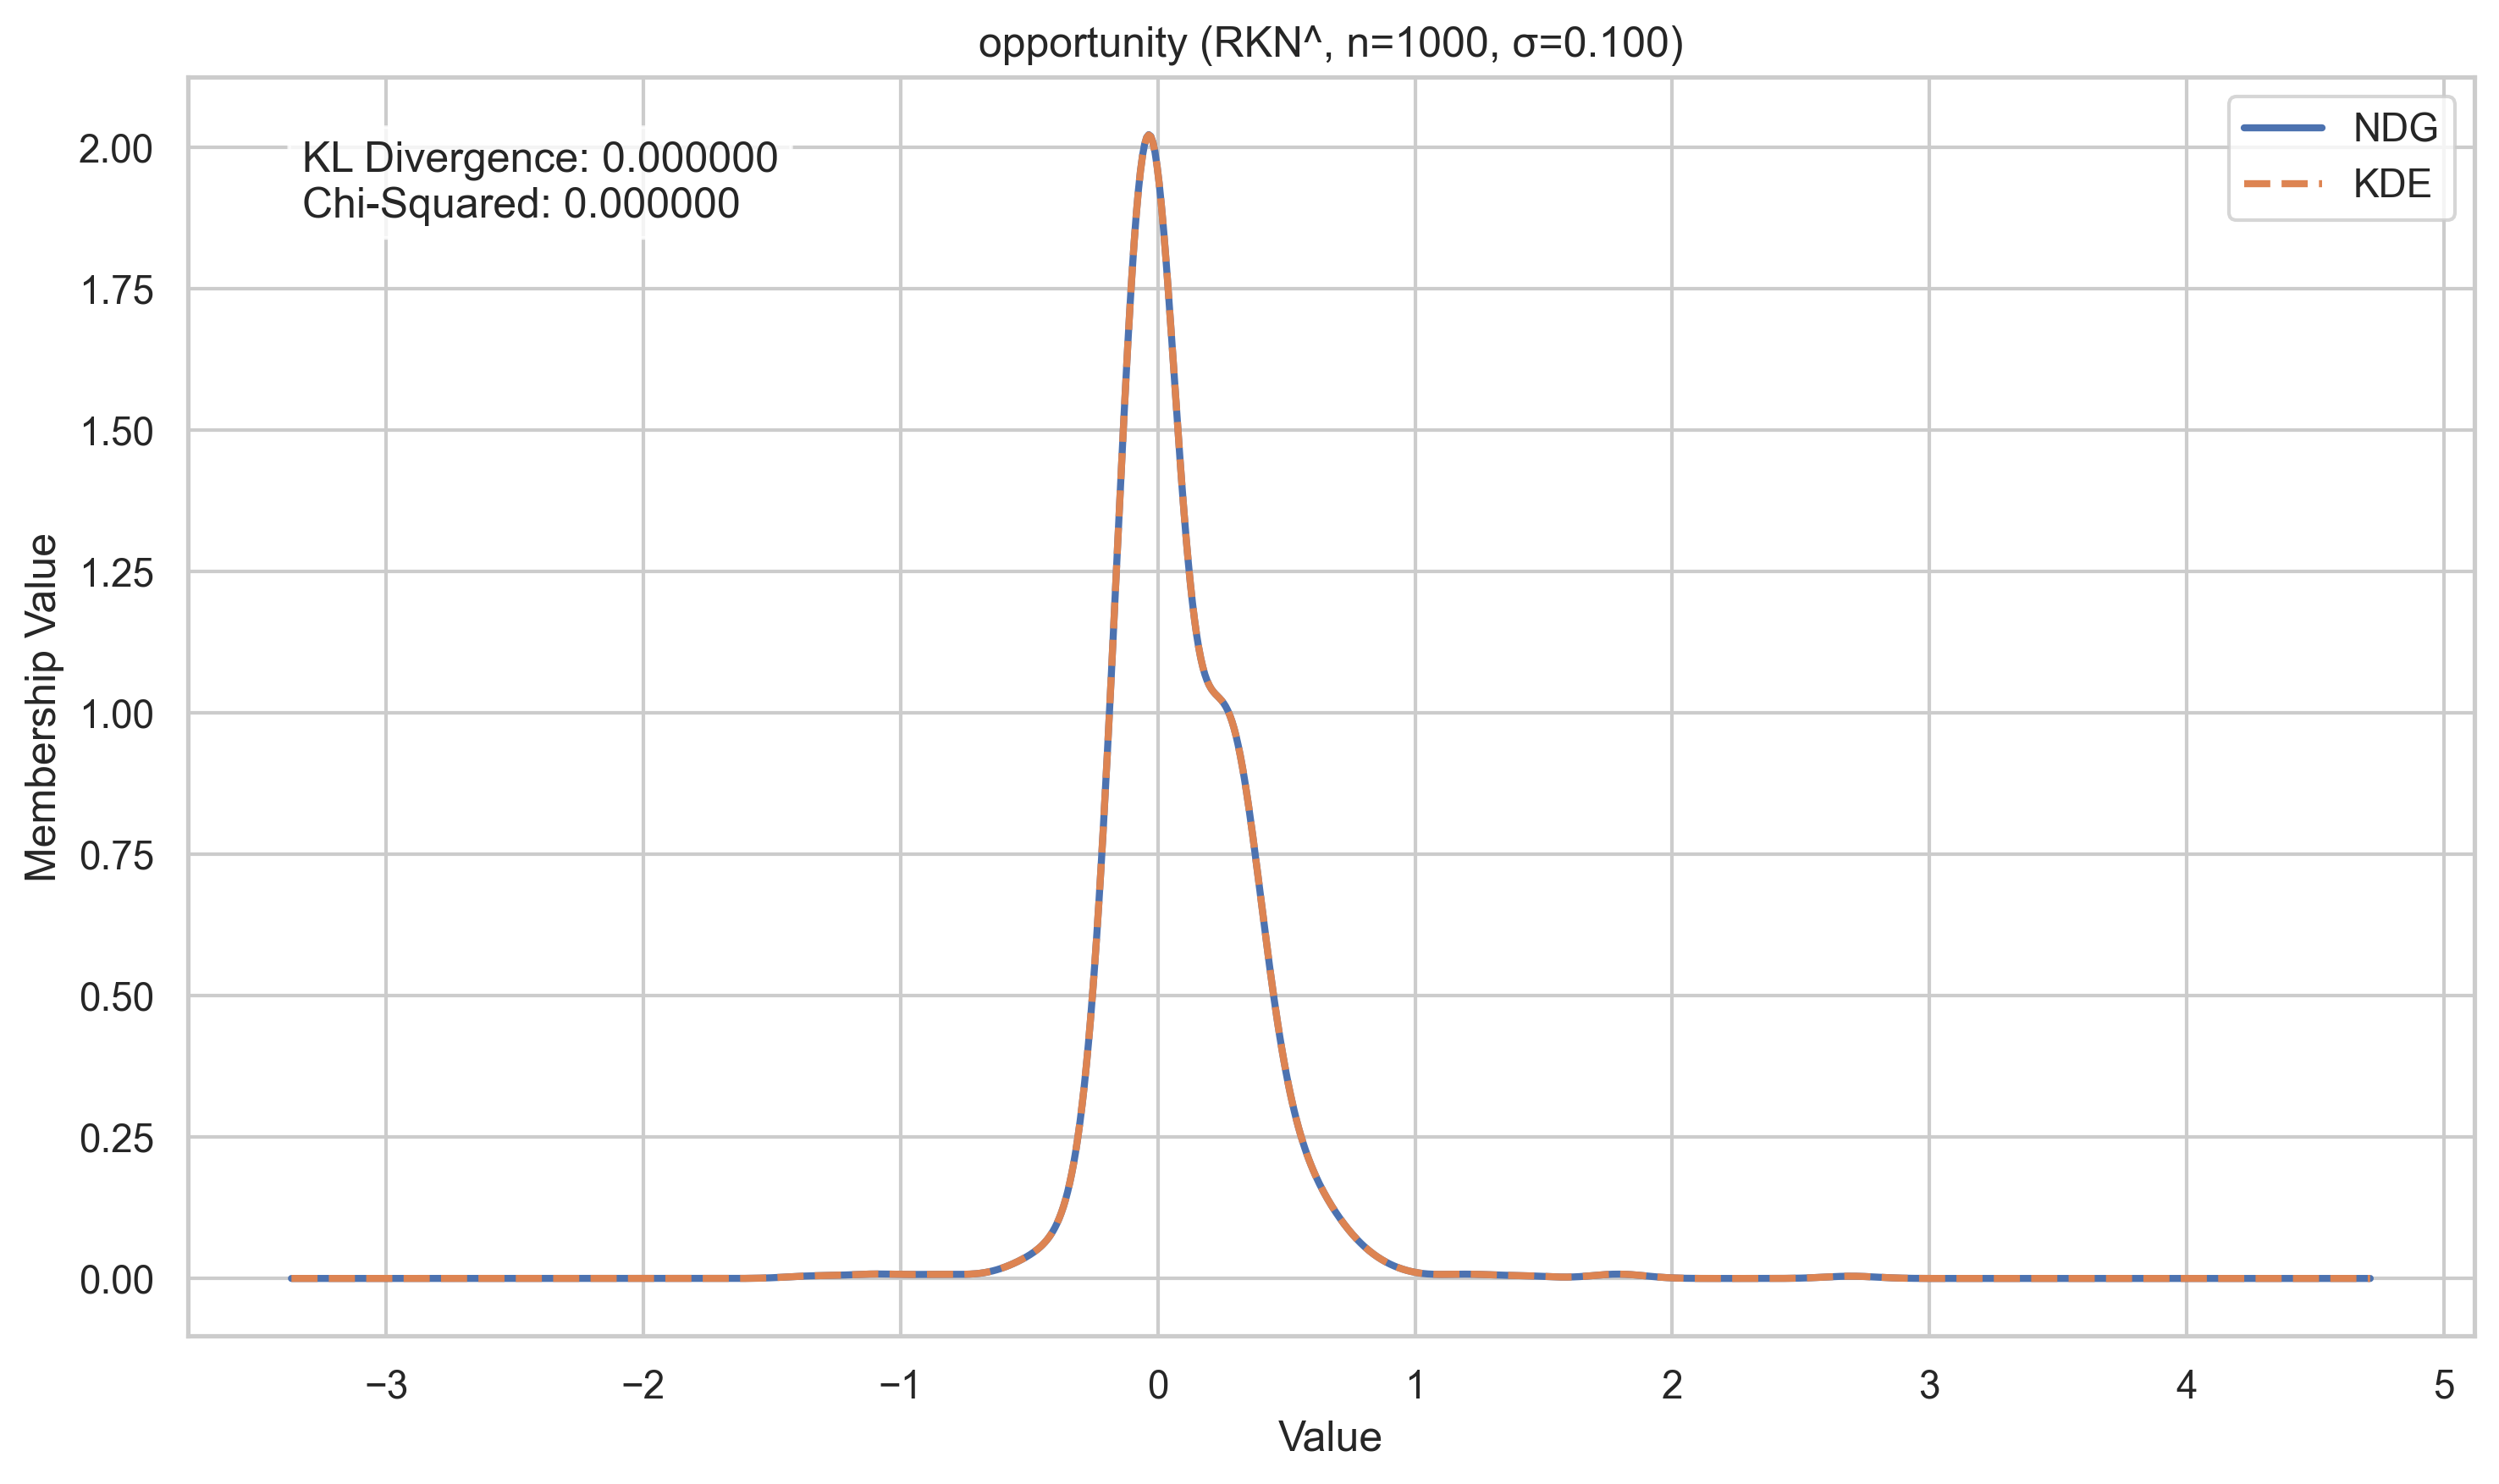 opportunity (RKN^, n=1000, σ=0.100)
KL Divergence: 0.000000
Chi-Squared: 0.000000
NDG
KDE
2.00
1.75
1.50
1.25
1.00
0.75
0.50
0.25
0.00
Membership Value
−3 −2 −1 0 1 2 3 4 5
Value